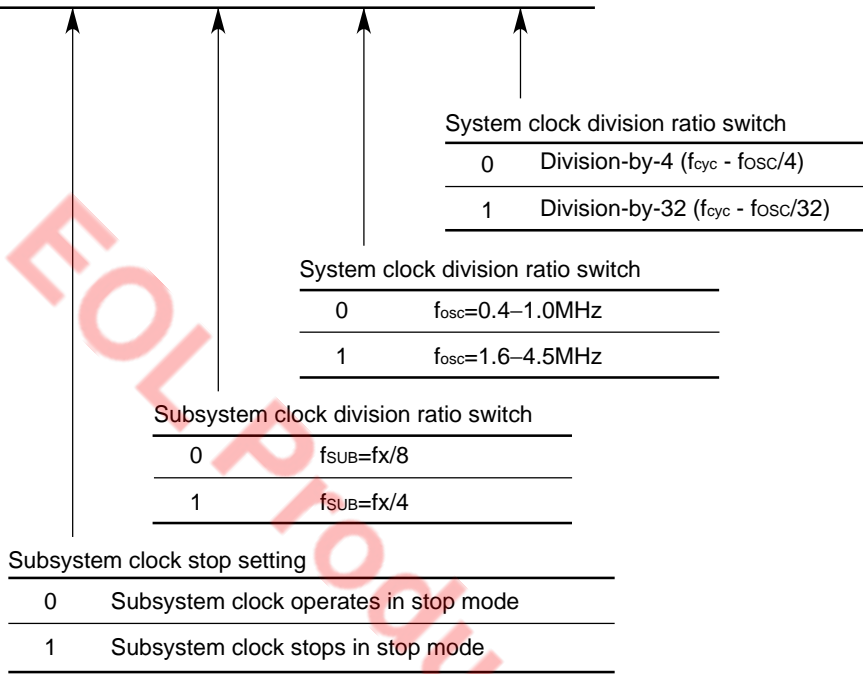 System clock division ratio switch
0 Division-by-4 (fcyc - fOSC/4)
1 Division-by-32 (fcyc - fOSC/32)
System clock division ratio switch
0 fosc=0.4–1.0MHz
1 fosc=1.6–4.5MHz
Subsystem clock division ratio switch
0 fSUB=fx/8
1 fSUB=fx/4
Subsystem clock stop setting
0 Subsystem clock operates in stop mode
1 Subsystem clock stops in stop mode
EOL Produ